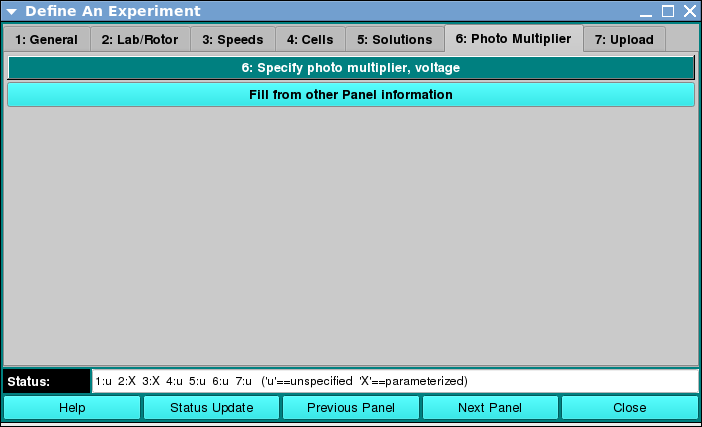 Define An Experiment
1: General 2: Lab/Rotor 3: Speeds 4: Cells 5: Solutions 6: Photo Multiplier 7: Upload
6: Specify photo multiplier, voltage
Fill from other Panel information
Status: 1:u 2:X 3:X 4:u 5:u 6:u 7:u ('u'==unspecified 'X'==parameterized)
Help Status Update Previous Panel Next Panel Close